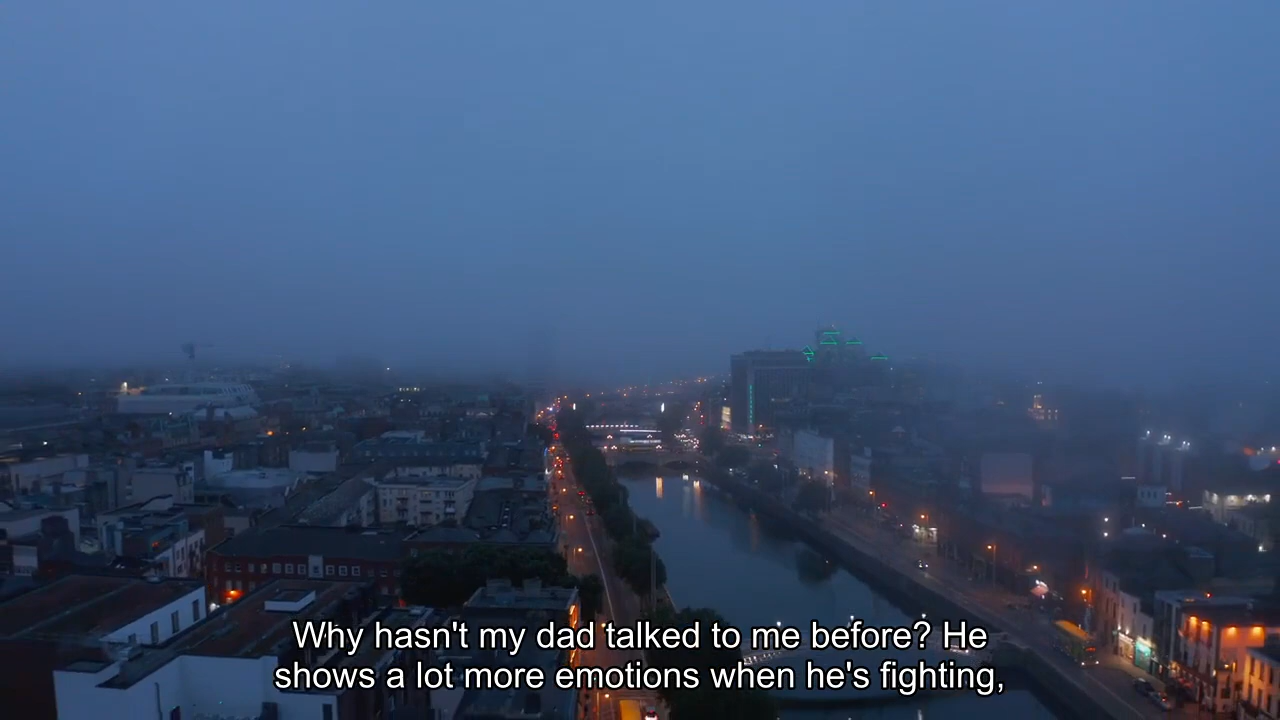 Why hasn't my dad talked to me before? He
shows a lot more emotions when he's fighting,